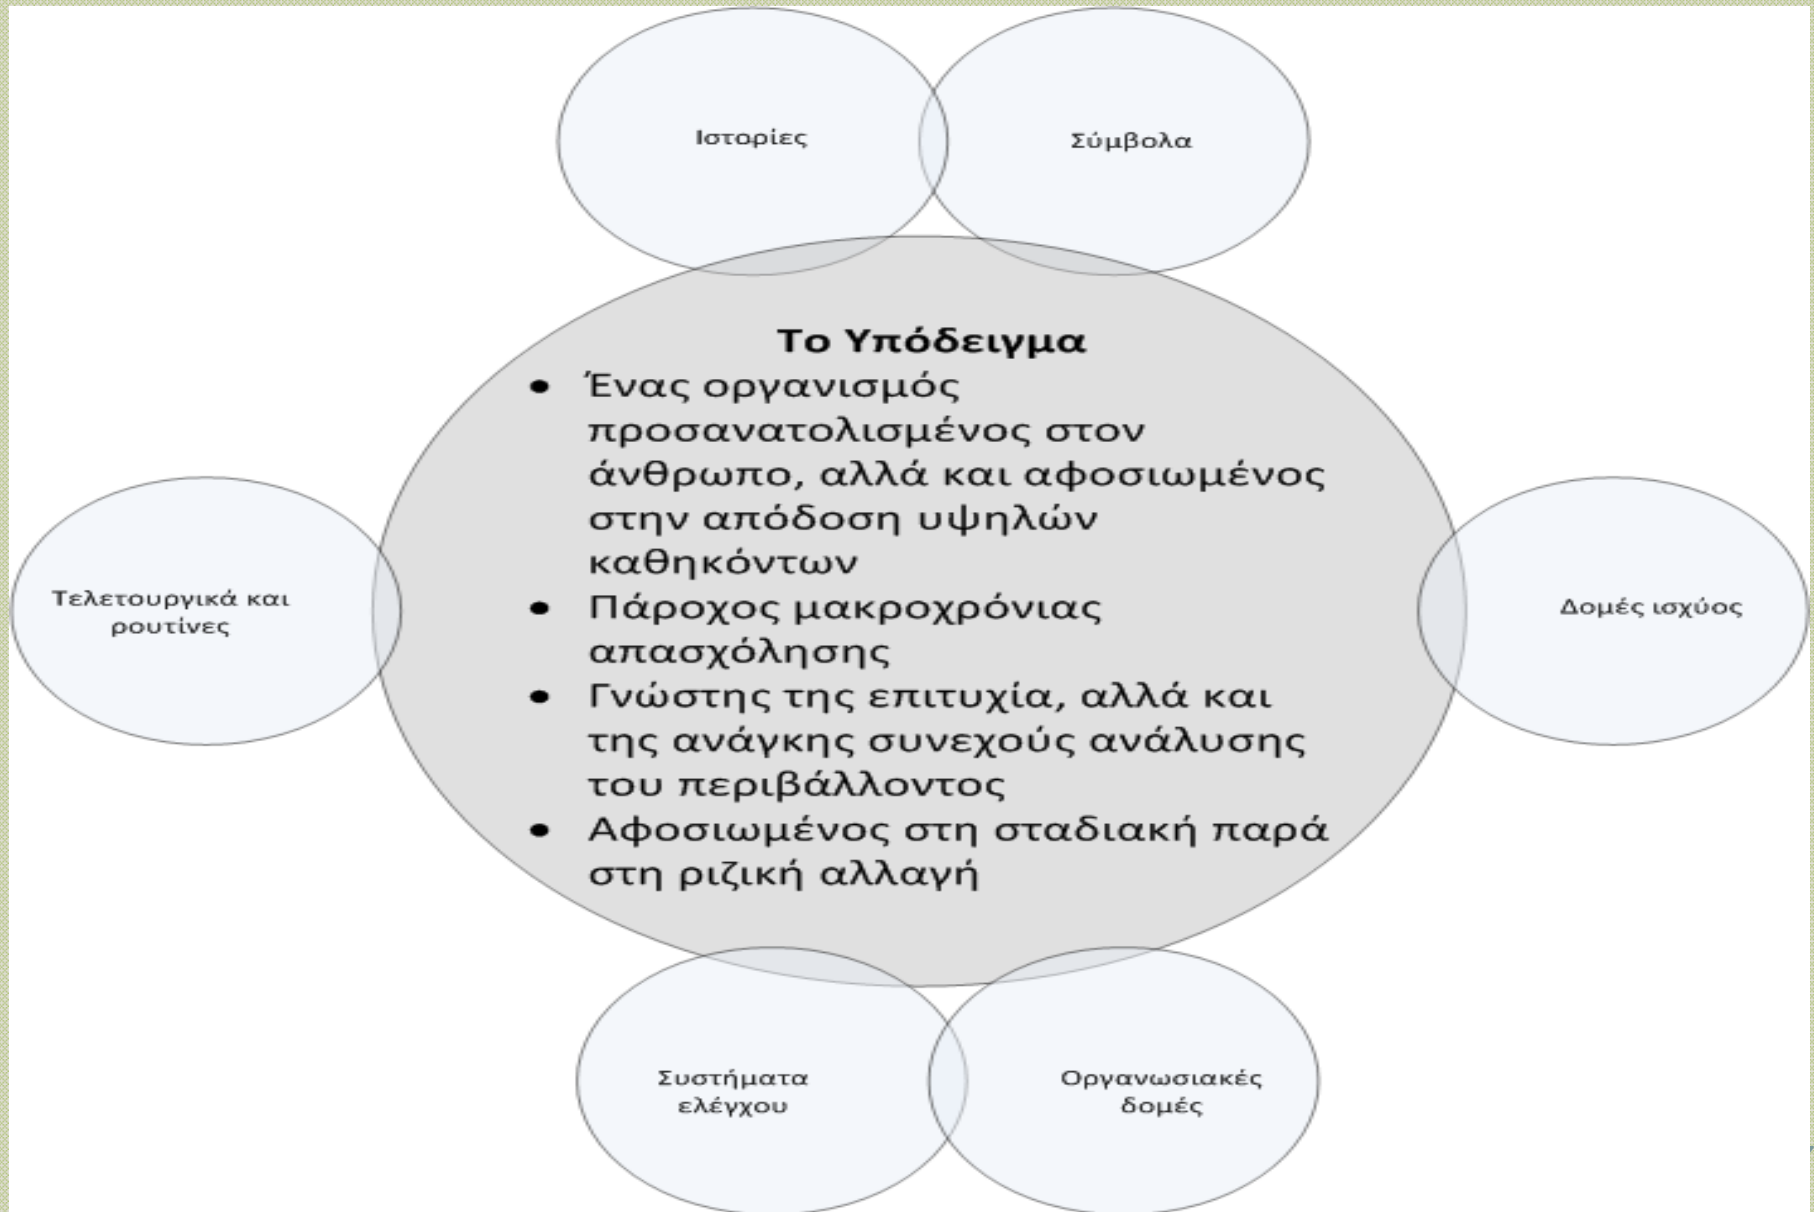 Ιστορίες
Σύμβολα
Το Υπόδειγμα
• Ένας οργανισμός
προσανατολισμένος στον
άνθρωπο, αλλά και αφοσιωμένος
στην απόδοση υψηλών
καθηκόντων
• Πάροχος μακροχρόνιας
απασχόλησης
• Γνώστης της επιτυχία, αλλά και
της ανάγκης συνεχούς ανάλυσης
του περιβάλλοντος
• Αφοσιωμένος στη σταδιακή παρά
στη ριζική αλλαγή
Τελετουργικά και
ρουτίνες
Δομές ισχύος
Συστήματα
ελέγχου
Οργανωσιακές
δομές